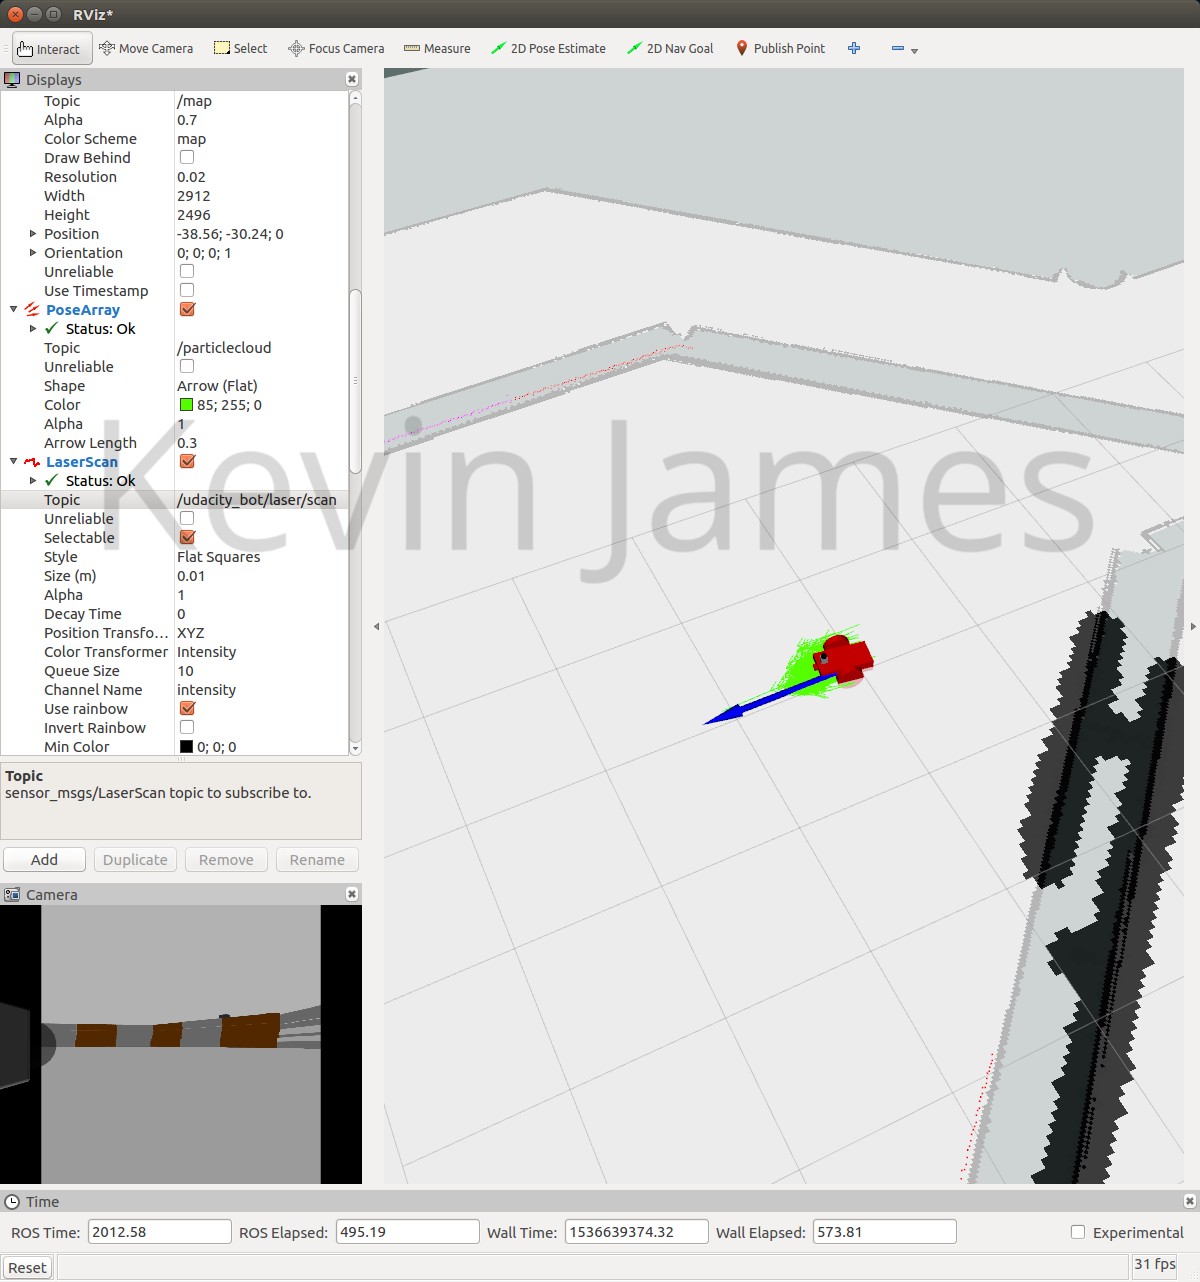 RViz*
Interact Move Camera Select Focus Camera Measure 2D Pose Estimate 2D Nav Goal Publish Point
Displays
Topic /map
Alpha 0.7
Color Scheme map
Draw Behind
Resolution 0.02
Width 2912
Height 2496
Position -38.56; -30.24; 0
Orientation 0; 0; 0; 1
Unreliable
Use Timestamp
PoseArray
Status: Ok
Topic /particlecloud
Unreliable
Shape Arrow (Flat)
Color 85; 255; 0
Alpha 1
Arrow Length 0.3
LaserScan
Status: Ok
Topic /udacity_bot/laser/scan
Unreliable
Selectable
Style Flat Squares
Size (m) 0.01
Alpha 1
Decay Time 0
Position Transfo... XYZ
Color Transformer Intensity
Queue Size 10
Channel Name intensity
Use rainbow
Invert Rainbow
Min Color 0; 0; 0
Kevin James
Topic
sensor_msgs/LaserScan topic to subscribe to.
Add Duplicate Remove Rename
Camera
Time
ROS Time: 2012.58 ROS Elapsed: 495.19 Wall Time: 1536639374.32 Wall Elapsed: 573.81 Experimental
Reset 31 fps